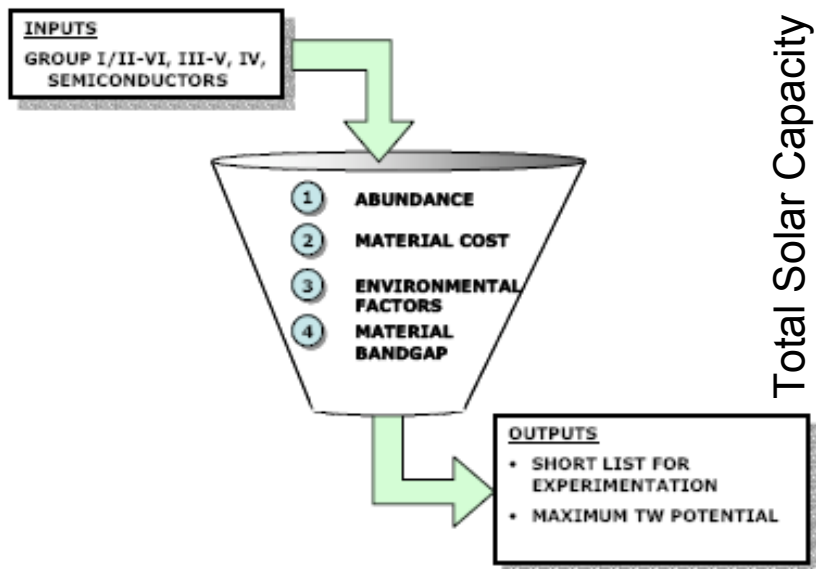 INPUTS
GROUP I/II-VI, III-V, IV,
SEMICONDUCTORS
1 ABUNDANCE
2 MATERIAL COST
3 ENVIRONMENTAL
FACTORS
4 MATERIAL
BANDGAP
OUTPUTS
• SHORT LIST FOR
EXPERIMENTATION
• MAXIMUM TW POTENTIAL
Total Solar Capacity